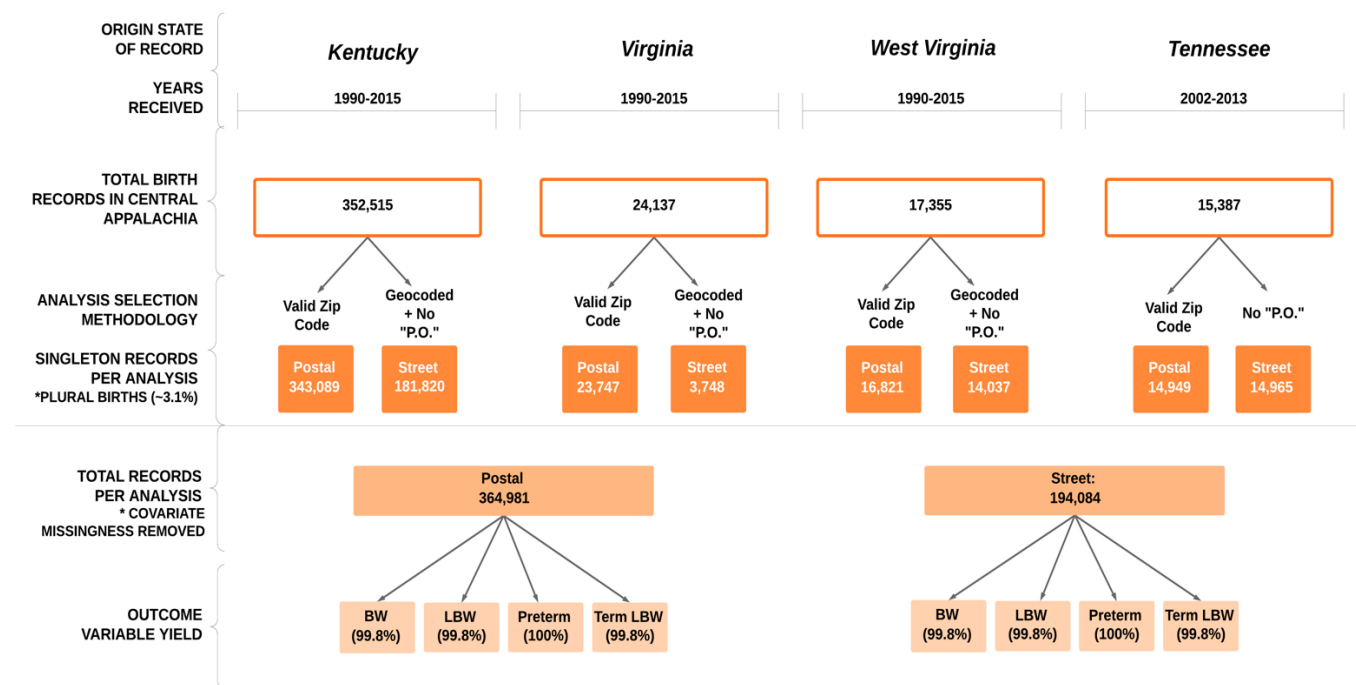 ORIGIN STATE
OF RECORD
Kentucky
Virginia
West Virginia
Tennessee
YEARS
RECEIVED
1990-2015
1990-2015
1990-2015
2002-2013
TOTAL BIRTH
RECORDS IN CENTRAL
APPALACHIA
352,515
24,137
17,355
15,387
ANALYSIS SELECTION
METHODOLOGY
Valid Zip
Code
Geocoded
+ No
"P.O."
Valid Zip
Code
Geocoded
+ No
"P.O."
Valid Zip
Code
Geocoded
+ No
"P.O."
Valid Zip
Code
No "P.O."
SINGLETON RECORDS
PER ANALYSIS
*PLURAL BIRTHS (~3.1%)
Postal
343,089
Street
181,820
Postal
23,747
Street
3,748
Postal
16,821
Street
14,037
Postal
14,949
Street
14,965
TOTAL RECORDS
PER ANALYSIS
* COVARIATE
MISSINGNESS REMOVED
Postal
364,981
Street:
194,084
OUTCOME
VARIABLE YIELD
BW
(99.8%)
LBW
(99.8%)
Preterm
(100%)
Term LBW
(99.8%)
BW
(99.8%)
LBW
(99.8%)
Preterm
(100%)
Term LBW
(99.8%)